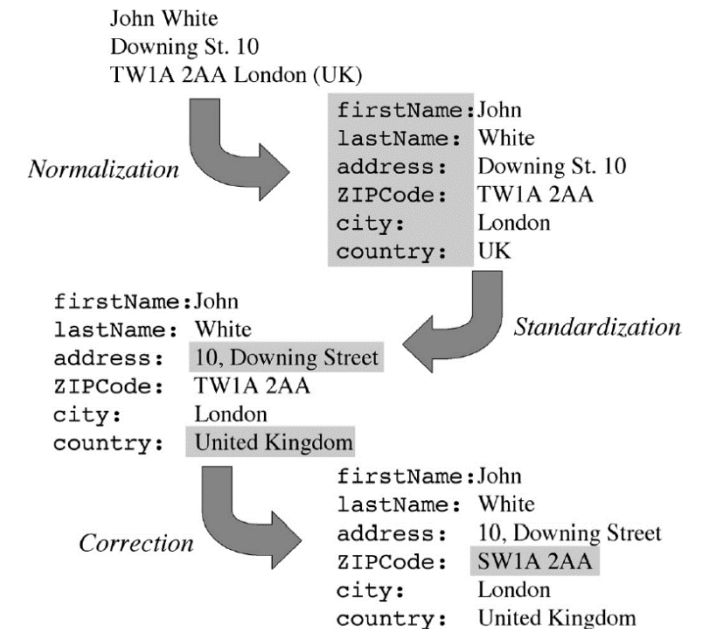 John White
Downing St. 10
TW1A 2AA London (UK)
Normalization
firstName: John
lastName: White
address: Downing St. 10
ZIPCode: TW1A 2AA
city: London
country: UK
Standardization
firstName: John
lastName: White
address: 10, Downing Street
ZIPCode: TW1A 2AA
city: London
country: United Kingdom
Correction
firstName: John
lastName: White
address: 10, Downing Street
ZIPCode: SW1A 2AA
city: London
country: United Kingdom